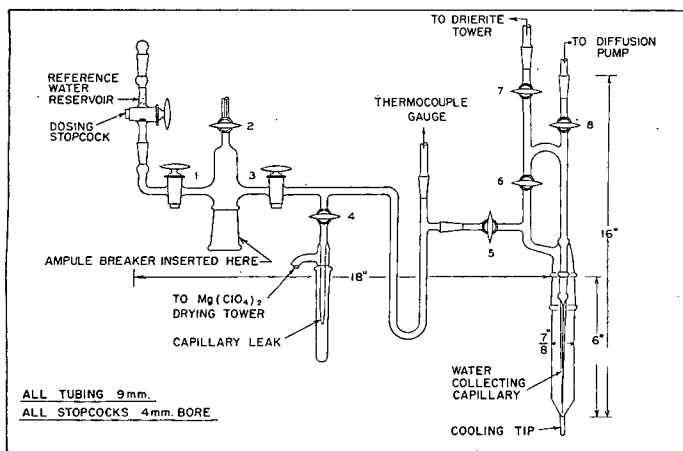 TO DRIERITE
TOWER
TO DIFFUSION
PUMP
REFERENCE
WATER
RESERVOIR
DOSING
STOPCOCK
THERMOCOUPLE
GAUGE
1
2
3
4
5
6
7
8
16"
AMPULE BREAKER INSERTED HERE
18"
TO Mg(ClO4)2
DRYING TOWER
CAPILLARY LEAK
7/8"
6"
WATER
COLLECTING
CAPILLARY
COOLING TIP
ALL TUBING 9mm.
ALL STOPCOCKS 4mm. BORE